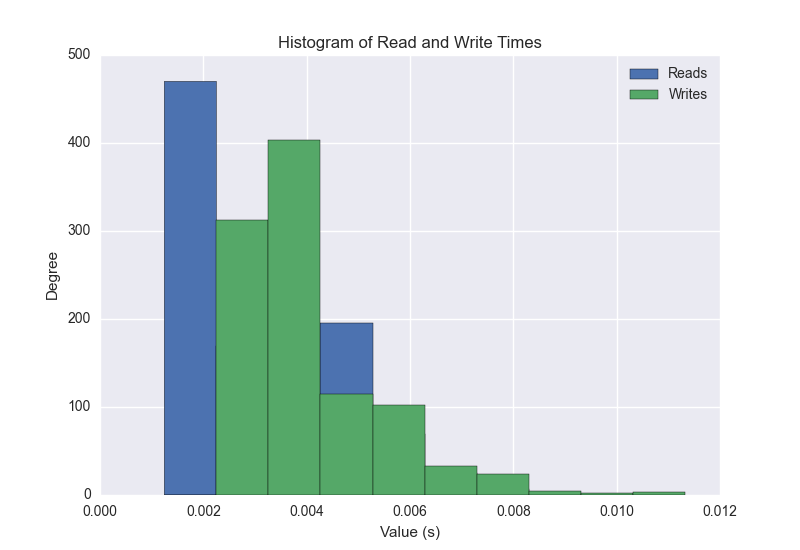 Histogram of Read and Write Times
500
Reads
Writes
400
300
Degree
200
100
0
0.000 0.002 0.004 0.006 0.008 0.010 0.012
Value (s)